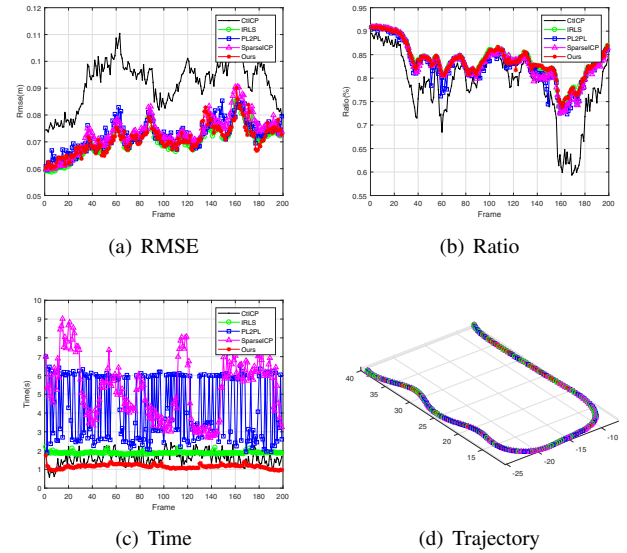 0.12
0.11
0.1
0.09
0.08
0.07
0.06
0.05
Rmse(m)
0 20 40 60 80 100 120 140 160 180 200
Frame
CtlICP
IRLS
PL2PL
SparseICP
Ours
(a) RMSE
1
0.95
0.9
0.85
0.8
0.75
0.7
0.65
0.6
0.55
Ratio(%)
0 20 40 60 80 100 120 140 160 180 200
Frame
CtlICP
IRLS
PL2PL
SparseICP
Ours
(b) Ratio
10
9
8
7
6
5
4
3
2
1
0
Time(s)
0 20 40 60 80 100 120 140 160 180 200
Frame
CtlICP
IRLS
PL2PL
SparseICP
Ours
(c) Time
40
35
30
25
20
15
-25
-20
-15
-10
(d) Trajectory